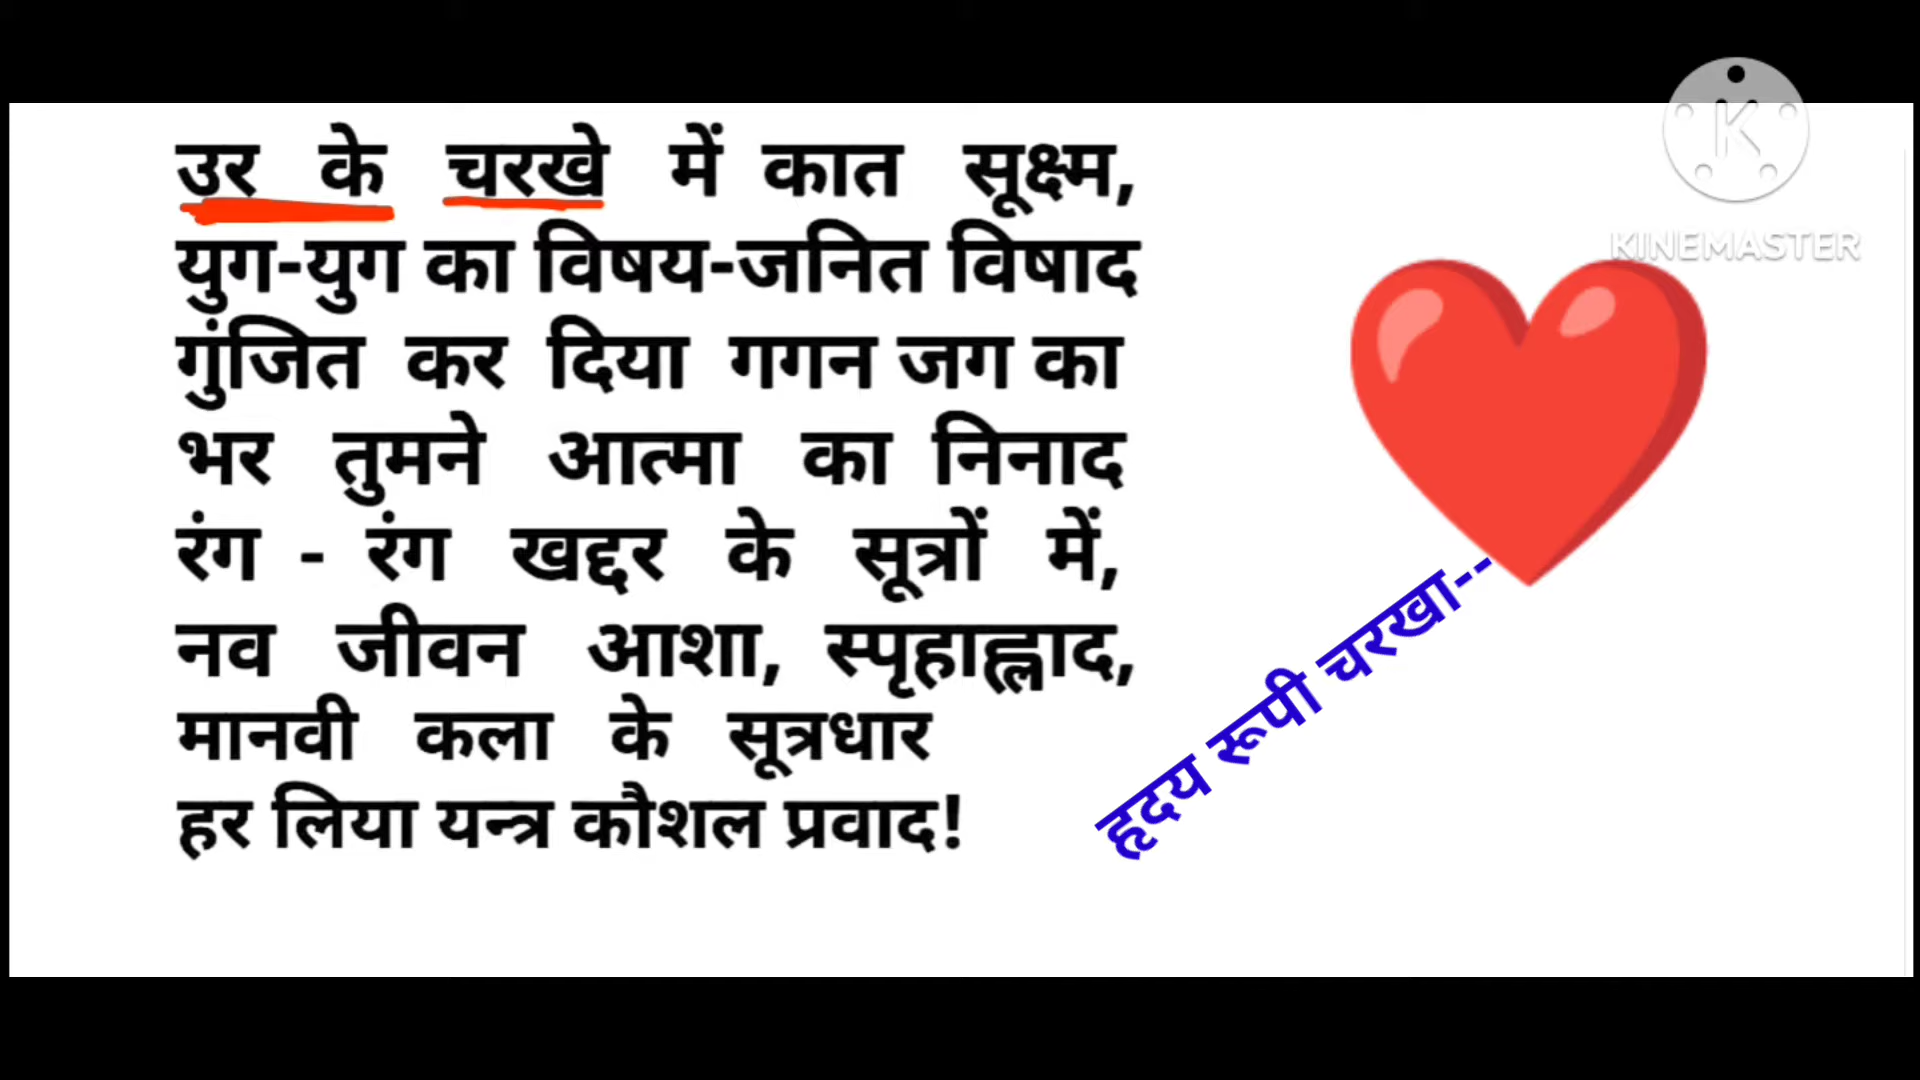 उर के चरखे में कात सूक्ष्म,
युग-युग का विषय-जनित विषाद
गुंजित कर दिया गगन जग का
भर तुमने आत्मा का निनाद
रंग - रंग खद्दर के सूत्रों में,
नव जीवन आशा, स्पृहाह्लाद,
मानवी कला के सूत्रधार
हर लिया यन्त्र कौशल प्रवाद!
हृदय रूपी चरखा--
K
KINEMASTER